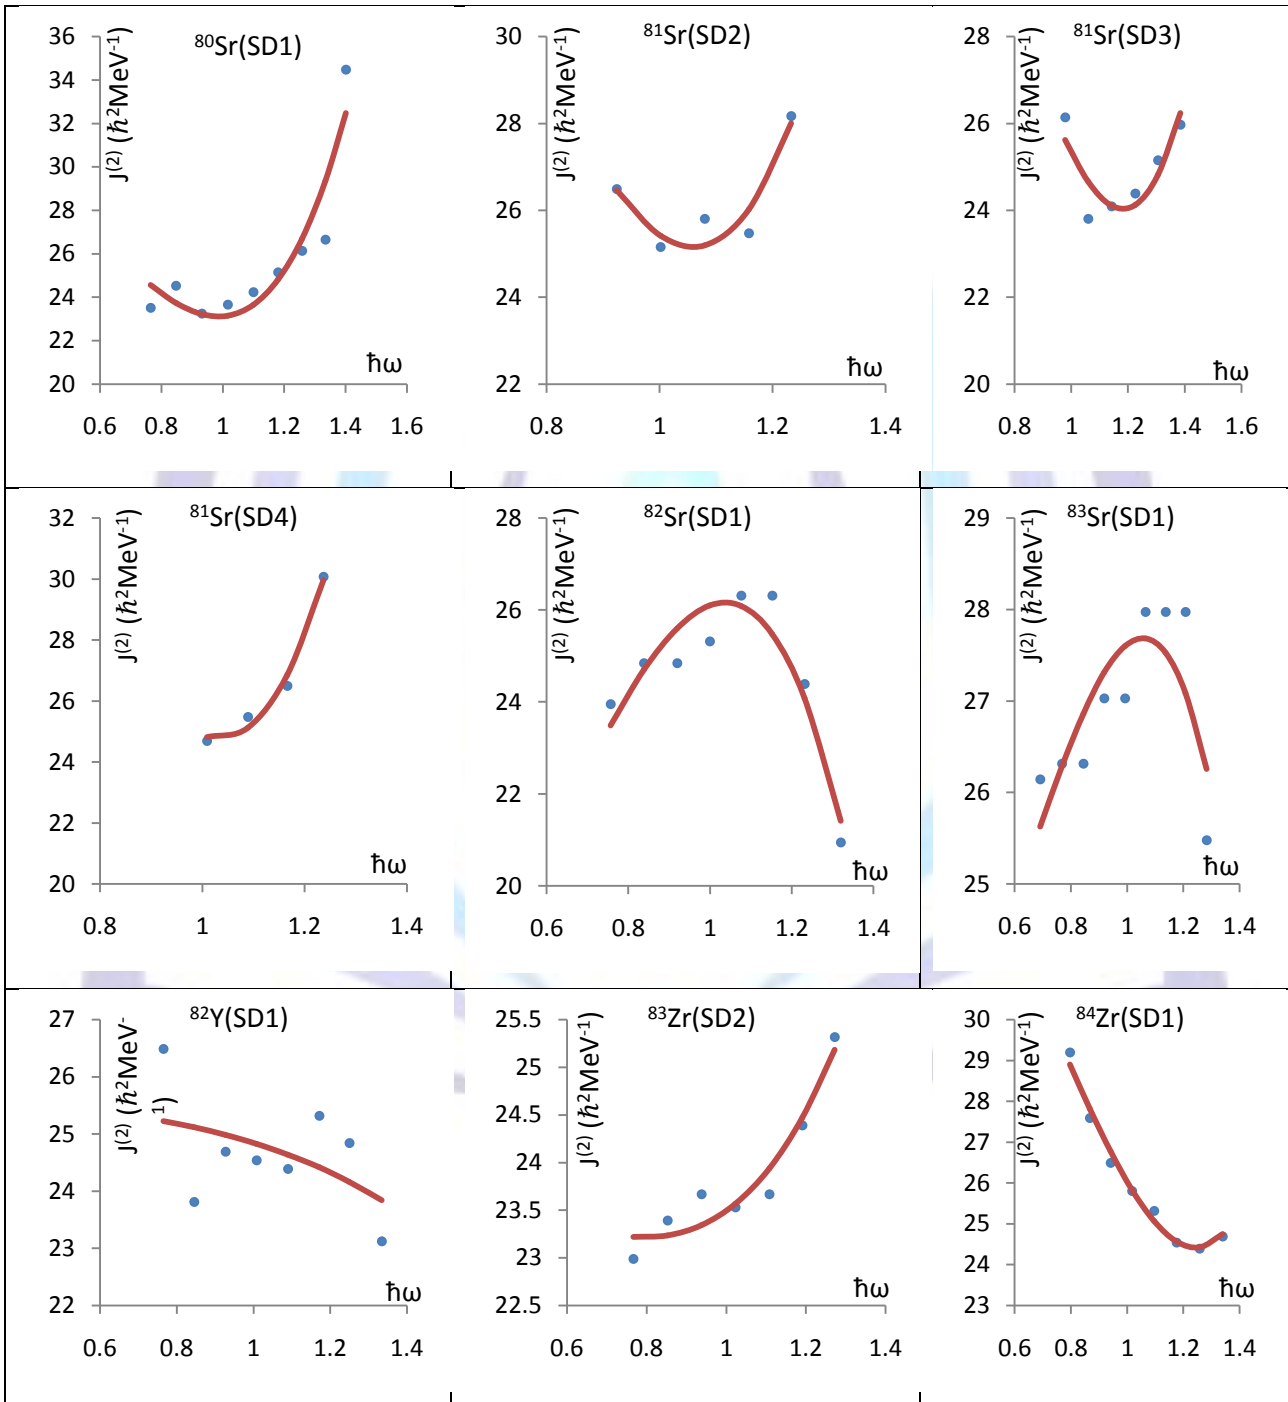 ⁸⁰Sr(SD1)
J⁽²⁾ (ℏ²MeV⁻¹)
36
34
32
30
28
26
24
22
20
ħω
0.6 0.8 1 1.2 1.4 1.6
⁸¹Sr(SD2)
J⁽²⁾ (ℏ²MeV⁻¹)
30
28
26
24
22
ħω
0.6 0.8 1 1.2 1.4
⁸¹Sr(SD3)
J⁽²⁾ (ℏ²MeV⁻¹)
28
26
24
22
20
ħω
0.8 1 1.2 1.4 1.6
⁸¹Sr(SD4)
J⁽²⁾ (ℏ²MeV⁻¹)
32
30
28
26
24
22
20
ħω
0.8 1 1.2 1.4
⁸²Sr(SD1)
J⁽²⁾ (ℏ²MeV⁻¹)
28
26
24
22
20
ħω
0.6 0.8 1 1.2 1.4
⁸³Sr(SD1)
J⁽²⁾ (ℏ²MeV⁻¹)
29
28
27
26
25
ħω
0.6 0.8 1 1.2 1.4
⁸²Y(SD1)
J⁽²⁾ (ℏ²MeV⁻
¹)
27
26
25
24
23
22
ħω
0.6 0.8 1 1.2 1.4
⁸³Zr(SD2)
J⁽²⁾ (ℏ²MeV⁻¹)
25.5
25
24.5
24
23.5
23
22.5
ħω
0.6 0.8 1 1.2 1.4
⁸⁴Zr(SD1)
J⁽²⁾ (ℏ²MeV⁻¹)
30
29
28
27
26
25
24
23
ħω
0.6 0.8 1 1.2 1.4